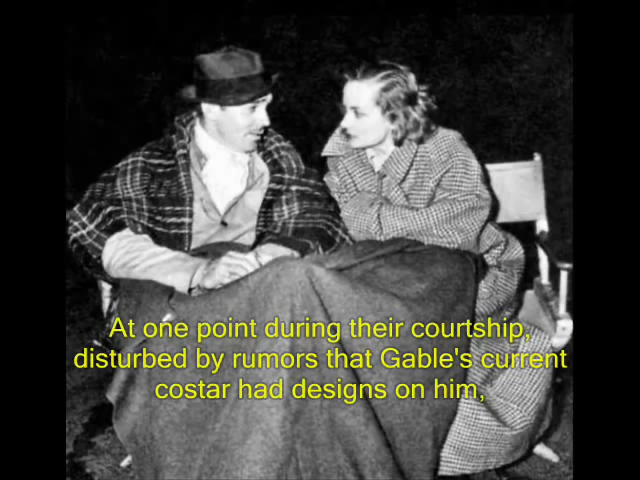 At one point during their courtship,
disturbed by rumors that Gable's current
costar had designs on him,